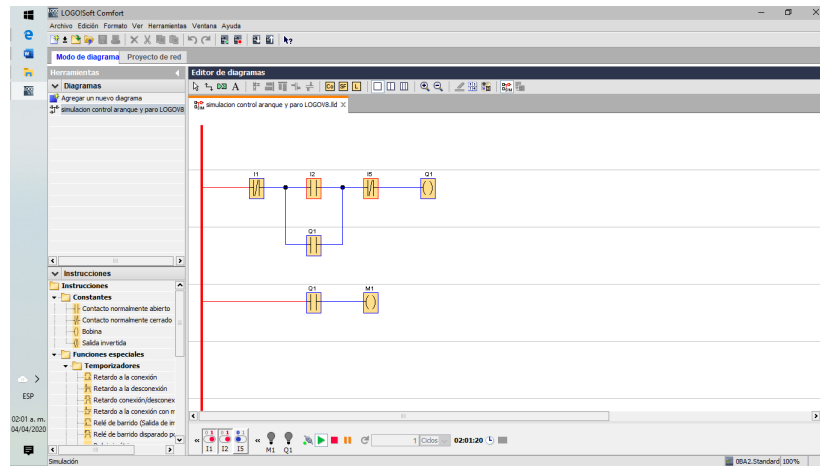 LOGO!Soft Comfort
Archivo Edición Formato Ver Herramientas Ventana Ayuda
Modo de diagrama Proyecto de red
Herramientas
Editor de diagramas
Diagramas
Agregar un nuevo diagrama
simulacion control aranque y paro LOGOV8
simulacion control aranque y paro LOGOV8.lld
I1 I2 I5 Q1
Q1
Q1 M1
Instrucciones
Instrucciones
Constantes
Contacto normalmente abierto
Contacto normalmente cerrado
Bobina
Salida invertida
Funciones especiales
Temporizadores
Retardo a la conexión
Retardo a la desconexión
Retardo conexión/desconex
Retardo a la conexión con m
Relé de barrido (Salida de im
Relé de barrido disparado po
ESP
02:01 a. m.
04/04/2020
I1 I2 I5 M1 Q1
1 Ciclos 02:01:20
Simulación
0BA2.Standard 100%